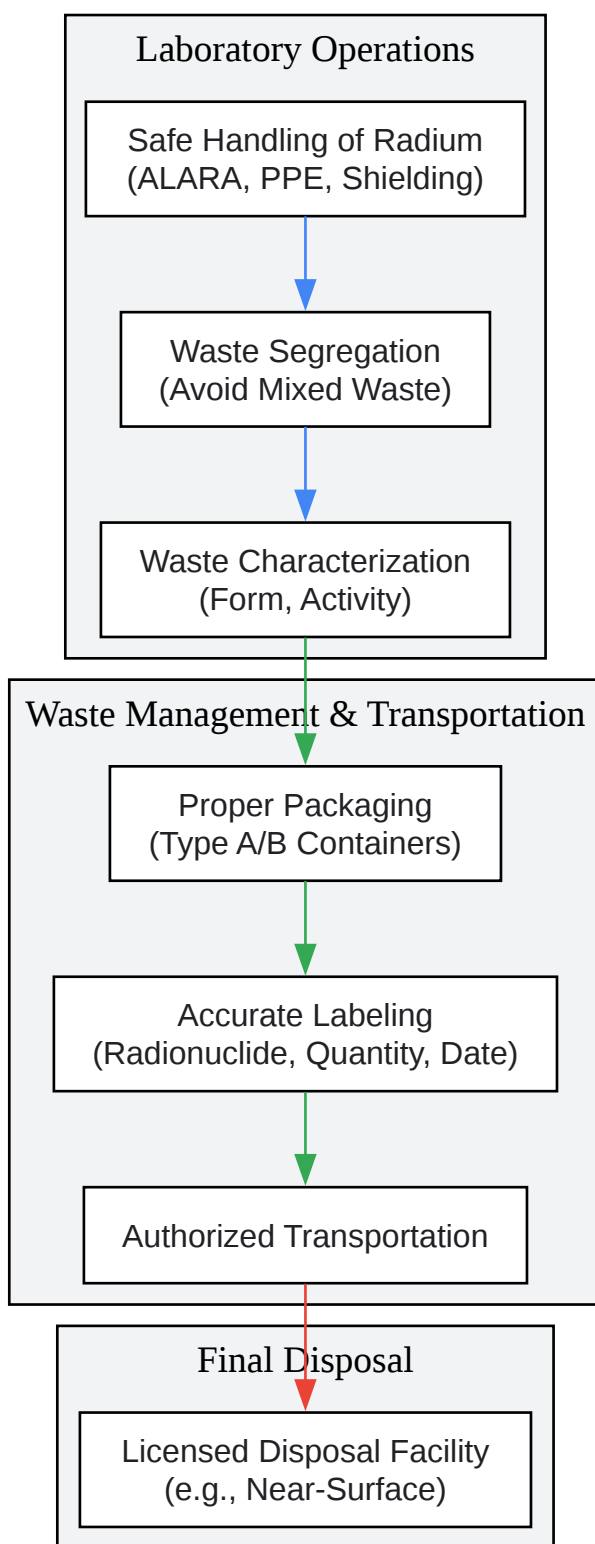 Laboratory Operations
Safe Handling of Radium
(ALARA, PPE, Shielding)
Waste Segregation
(Avoid Mixed Waste)
Waste Characterization
(Form, Activity)
Waste Management & Transportation
Proper Packaging
(Type A/B Containers)
Accurate Labeling
(Radionuclide, Quantity, Date)
Authorized Transportation
Final Disposal
Licensed Disposal Facility
(e.g., Near-Surface)